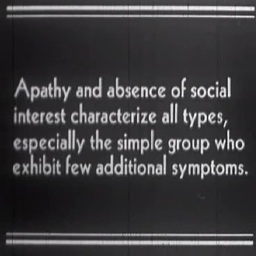 Apathy and absence of social
interest characterize all types,
especially the simple group who
exhibit few additional symptoms.